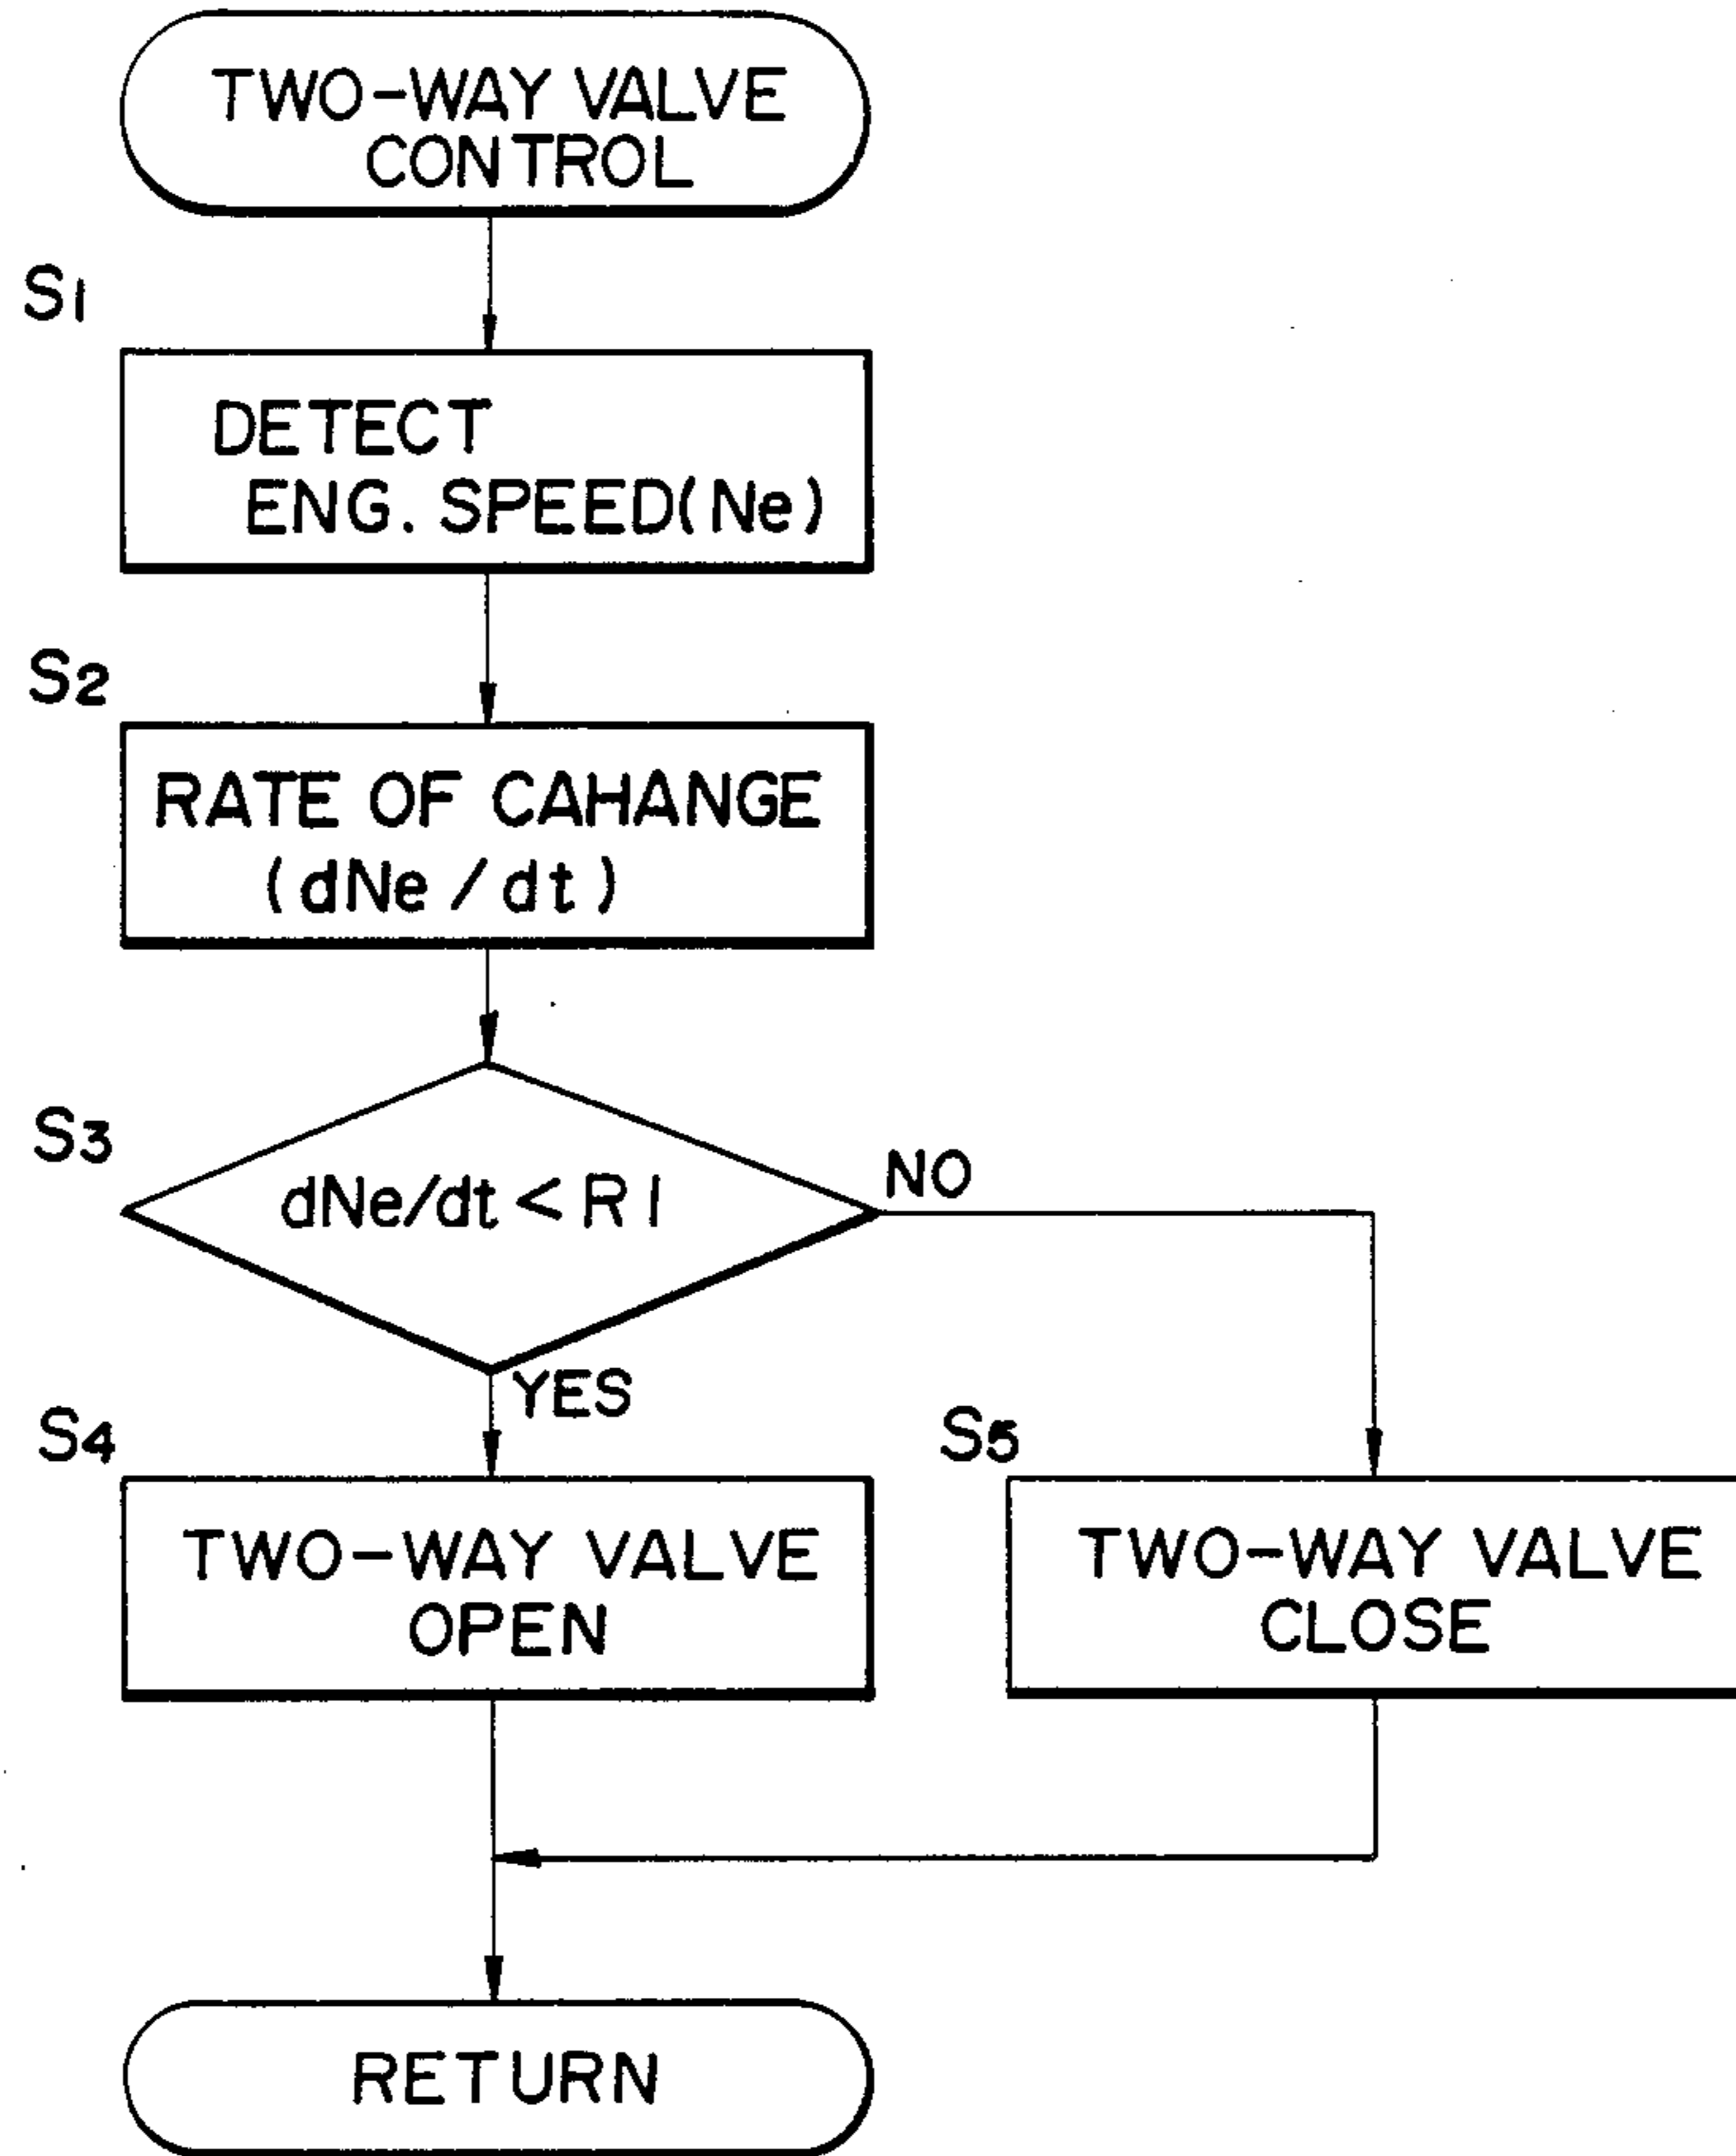 TWO-WAY VALVE
CONTROL
S1
DETECT
ENG. SPEED(Ne)
S2
RATE OF CAHANGE
(dNe/dt)
S3
dNe/dt < R1
NO
YES
S4
TWO-WAY VALVE
OPEN
S5
TWO-WAY VALVE
CLOSE
RETURN